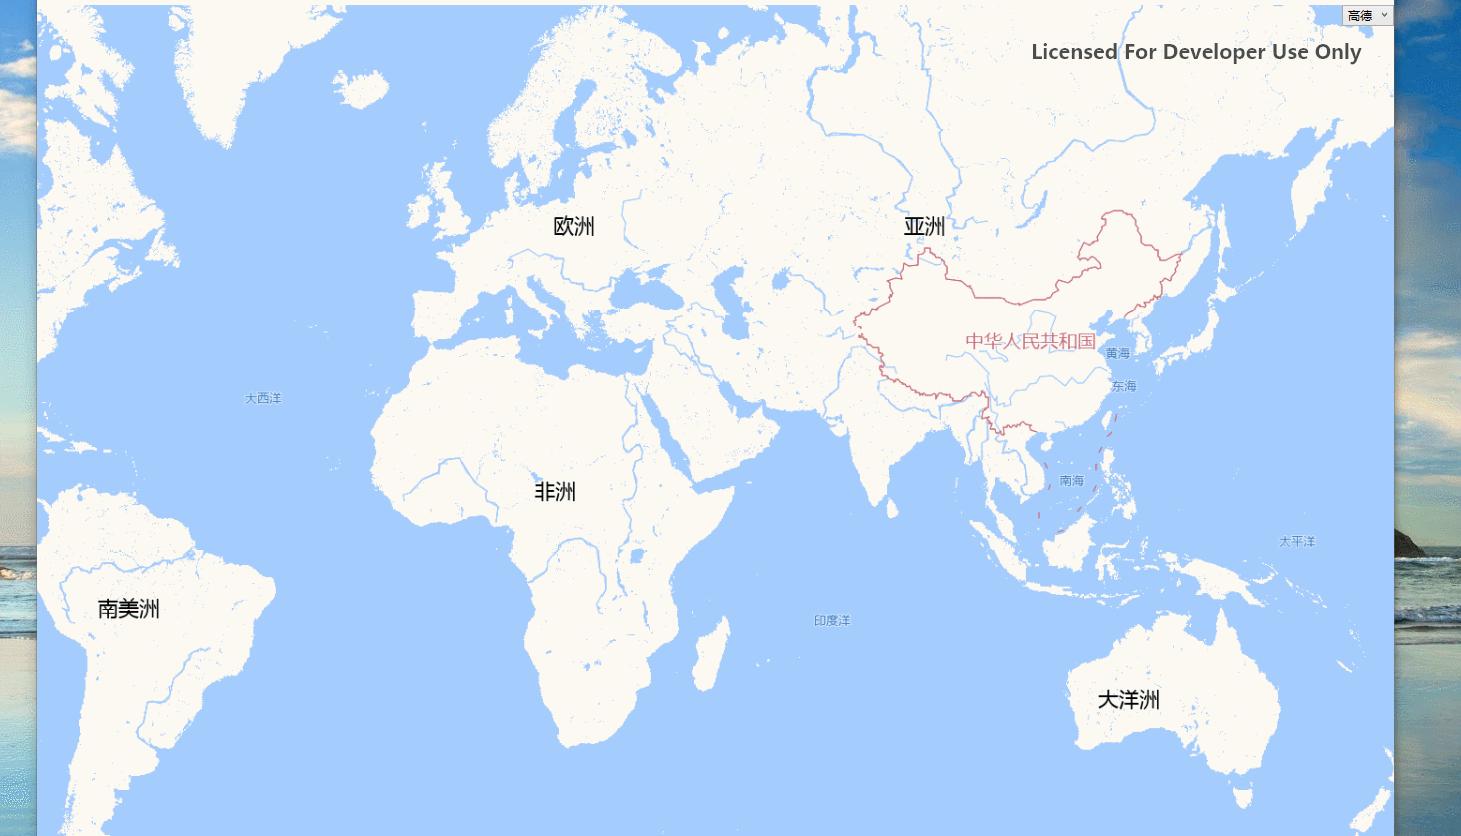 高德
Licensed For Developer Use Only
欧洲
亚洲
中华人民共和国
黄海
东海
大西洋
非洲
南海
太平洋
南美洲
印度洋
大洋洲